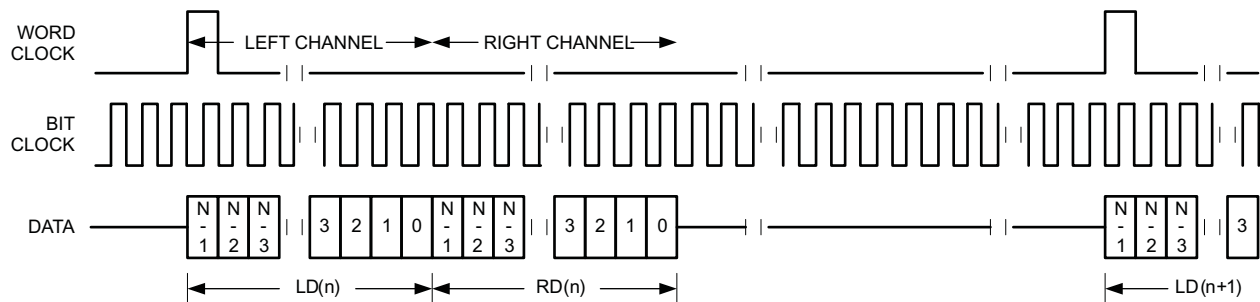 WORD
CLOCK
LEFT CHANNEL
RIGHT CHANNEL
BIT
CLOCK
DATA
N-1
N-2
N-3
3
2
1
0
N-1
N-2
N-3
3
2
1
0
N-1
N-2
N-3
3
LD(n)
RD(n)
LD(n+1)